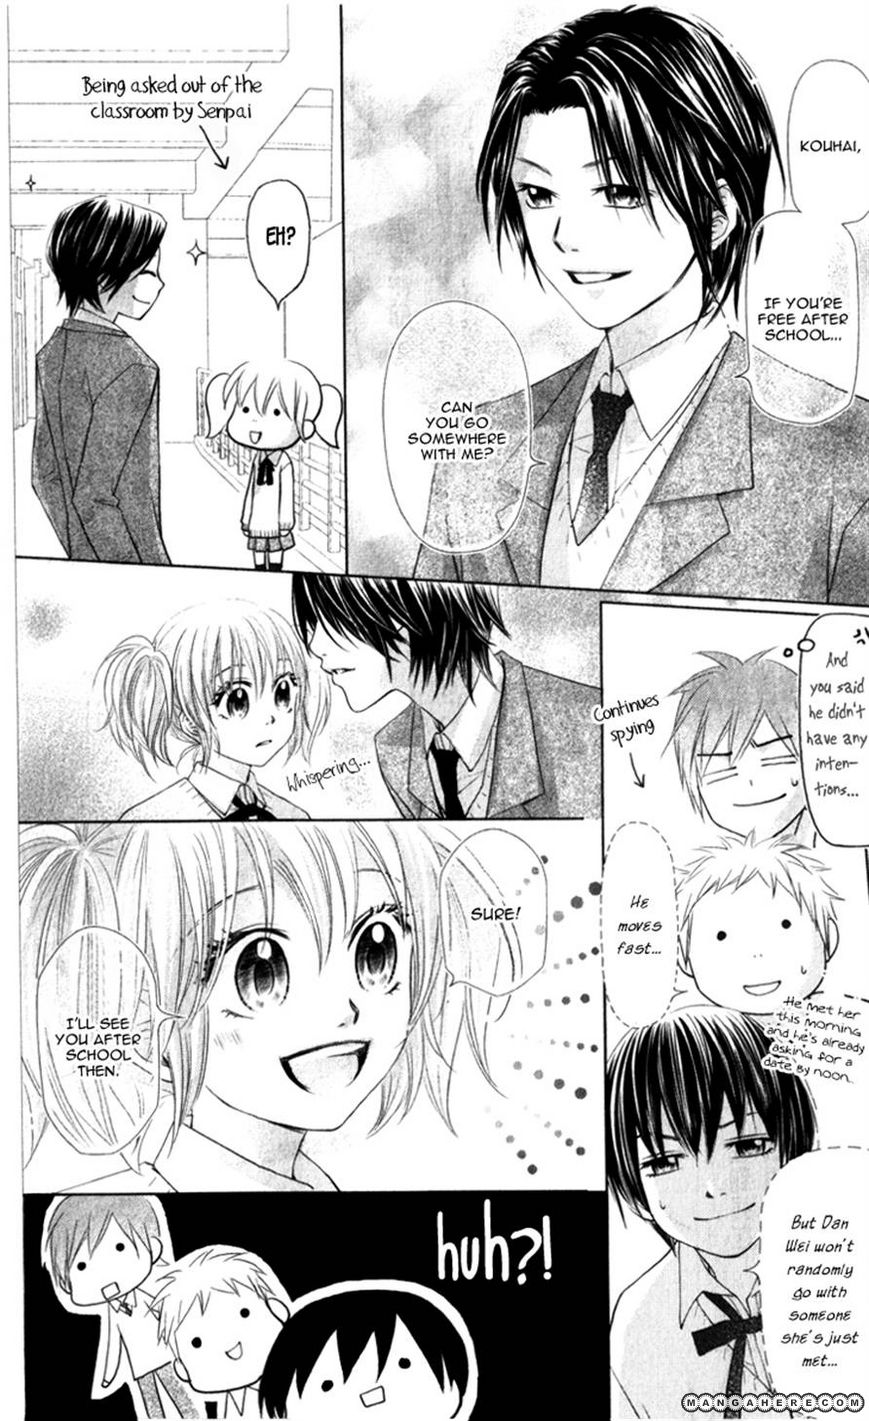 KOUHAI,
IF YOU'RE
FREE AFTER
SCHOOL...
CAN
YOU GO
SOMEWHERE
WITH ME?
Being asked out of the
classroom by Senpai
EH?
And
you said
he didn't
have any
inten-
tions...
Continues
spying
He
moves
fast...
He met her
this morning
and he's already
asking for a
date by noon..
But Dan
Wei won't
randomly
go with
someone
she's just
met...
Whispering...
SURE!
I'LL SEE
YOU AFTER
SCHOOL
THEN.
huh?!
MANGAHERE.COM